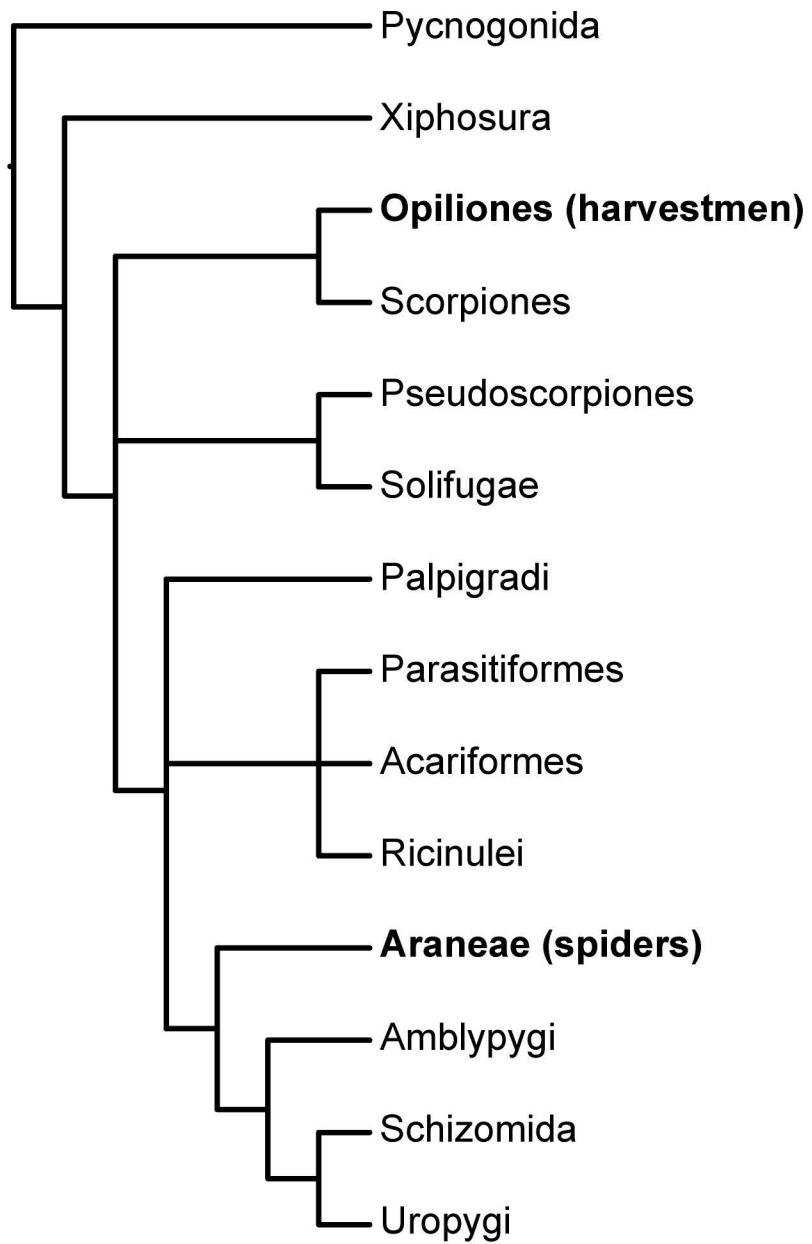 Pycnogonida
Xiphosura
Opiliones (harvestmen)
Scorpiones
Pseudoscorpiones
Solifugae
Palpigradi
Parasitiformes
Acariformes
Ricinulei
Araneae (spiders)
Amblypygi
Schizomida
Uropygi